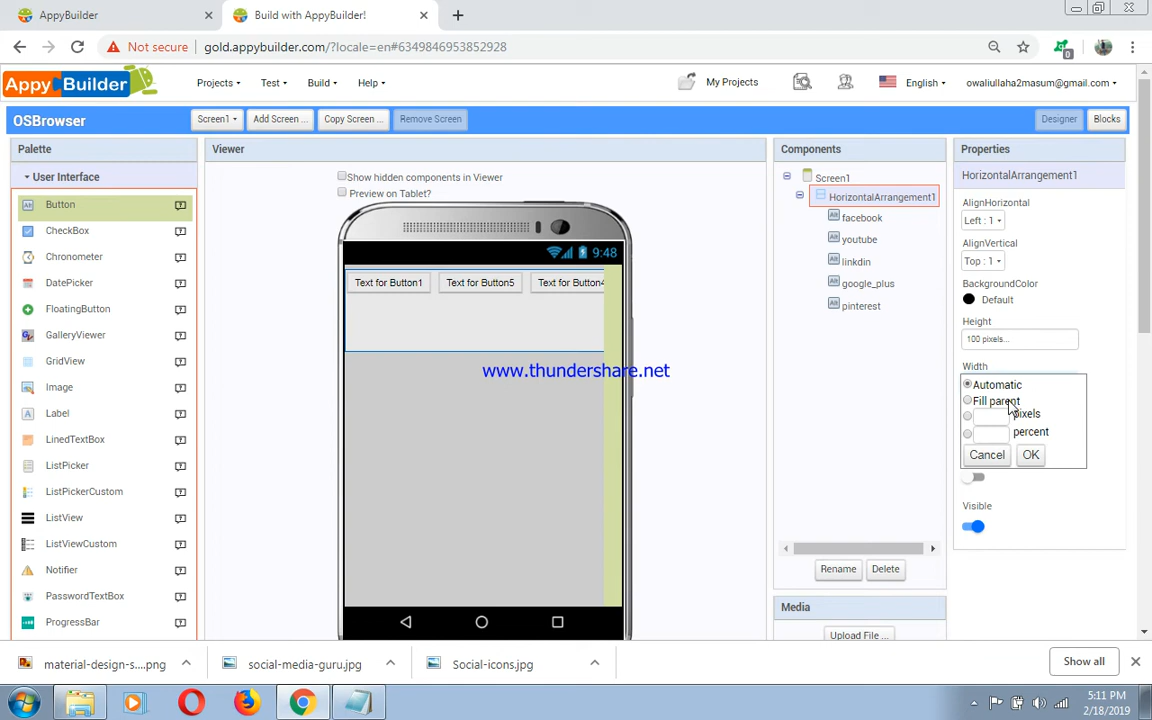 AppyBuilder
Build with AppyBuilder!
Not secure
gold.appybuilder.com/?locale=en#6349846953852928
0
Appy Builder
Projects
Test
Build
Help
My Projects
English
owaliullaha2masum@gmail.com
OSBrowser
Screen1
Add Screen ...
Copy Screen ...
Remove Screen
Designer
Blocks
Palette
User Interface
Button
CheckBox
Chronometer
DatePicker
FloatingButton
GalleryViewer
GridView
Image
Label
LinedTextBox
ListPicker
ListPickerCustom
ListView
ListViewCustom
Notifier
PasswordTextBox
ProgressBar
Viewer
Show hidden components in Viewer
Preview on Tablet?
9:48
Text for Button1
Text for Button5
Text for Button4
www.thundershare.net
Components
Screen1
HorizontalArrangement1
facebook
youtube
linkdin
google_plus
pinterest
Rename
Delete
Media
Upload File ...
Properties
HorizontalArrangement1
AlignHorizontal
Left : 1
AlignVertical
Top : 1
BackgroundColor
Default
Height
100 pixels...
Width
Automatic
Fill parent
pixels
percent
Cancel
OK
Visible
material-design-s....png
social-media-guru.jpg
Social-icons.jpg
Show all
5:11 PM
2/18/2019